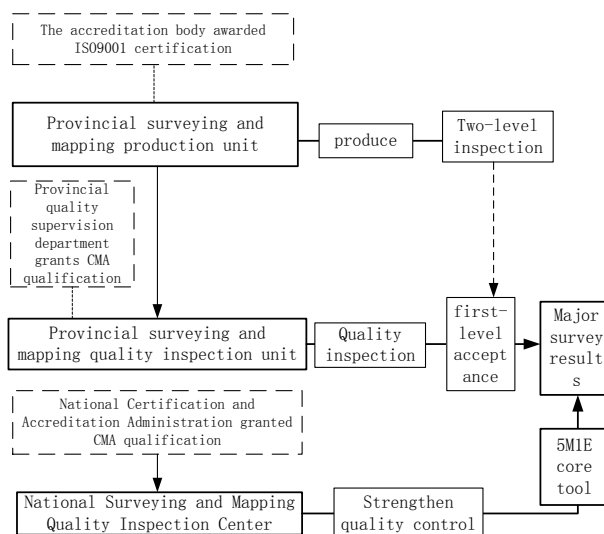 The accreditation body awarded
ISO9001 certification
Provincial surveying and
mapping production unit
produce
Two-level
inspection
Provincial
quality
supervision
department
grants CMA
qualification
Provincial surveying and
mapping quality inspection unit
Quality
inspection
first-
level
accept
ance
Major
survey
result
s
National Certification and
Accreditation Administration granted
CMA qualification
5M1E
core
tool
National Surveying and Mapping
Quality Inspection Center
Strengthen
quality control